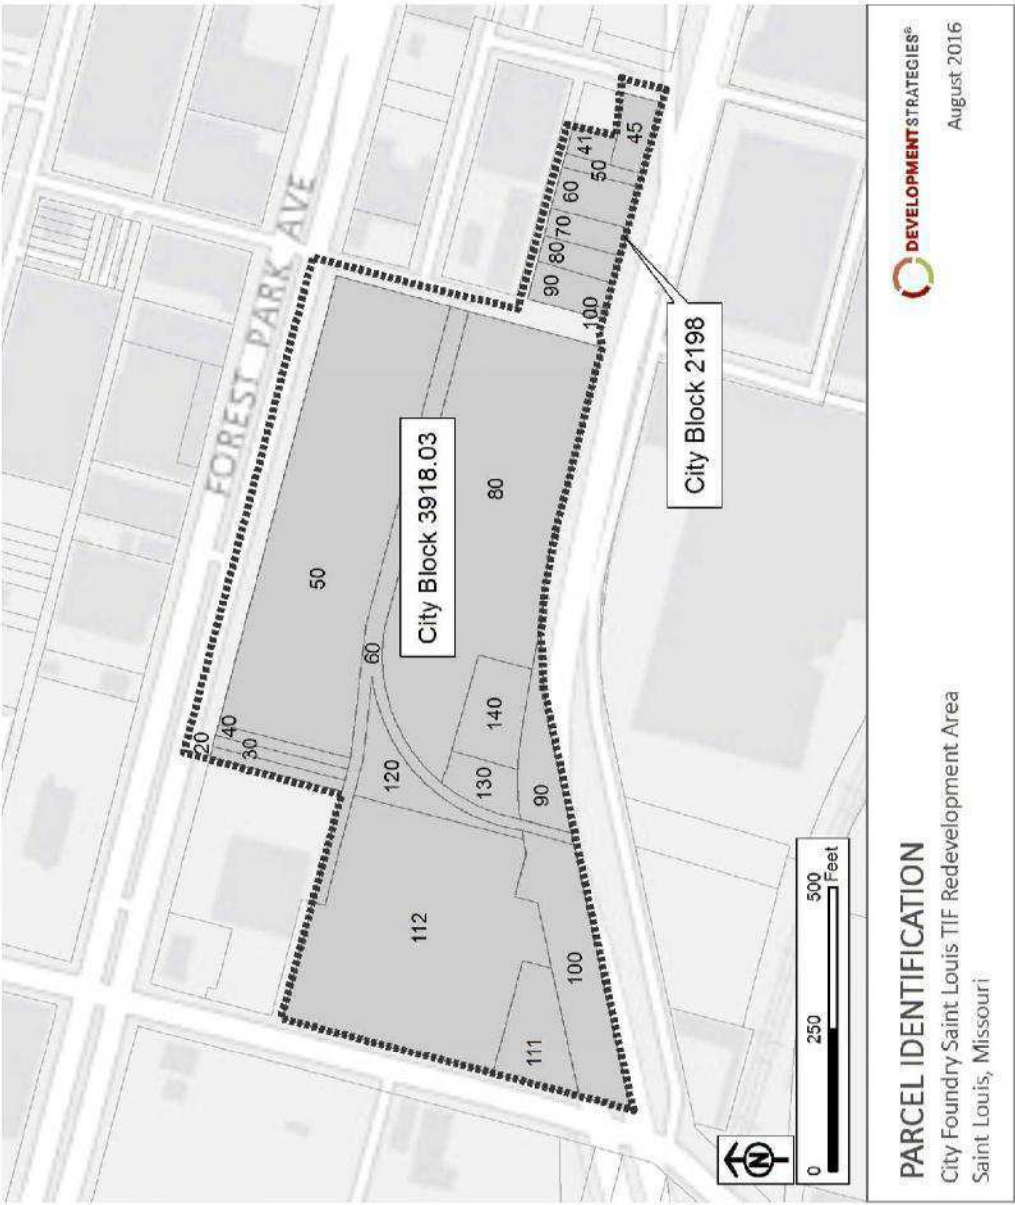 FOREST PARK AVE
20
40
30
50
60
City Block 3918.03
80
120
140
130
90
112
100
111
41
45
50
60
70
80
90
100
City Block 2198
N
0
250
500
Feet
PARCEL IDENTIFICATION
City Foundry Saint Louis TIF Redevelopment Area
Saint Louis, Missouri
DEVELOPMENTSTRATEGIES®
August 2016